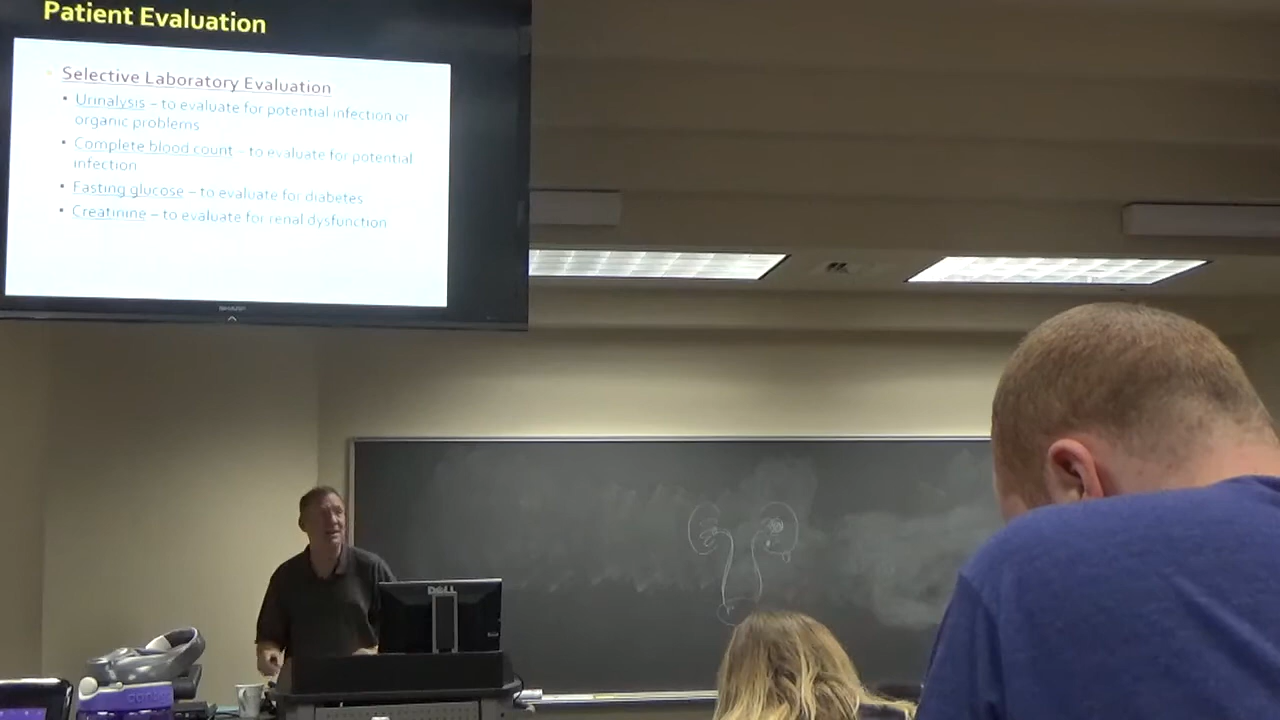 Patient Evaluation
Selective Laboratory Evaluation
Urinalysis – to evaluate for potential infection or
organic problems
Complete blood count – to evaluate for potential
infection
Fasting glucose – to evaluate for diabetes
Creatinine – to evaluate for renal dysfunction
SHARP
DELL